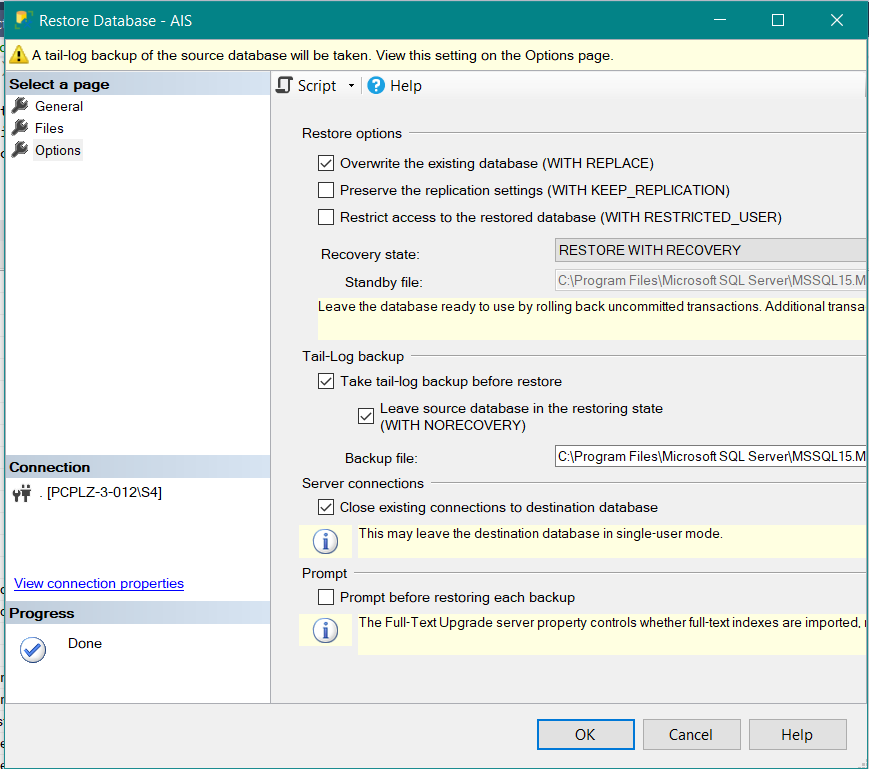 Restore Database - AIS
A tail-log backup of the source database will be taken. View this setting on the Options page.
Select a page
General
Files
Options
Script
Help
Restore options
Overwrite the existing database (WITH REPLACE)
Preserve the replication settings (WITH KEEP_REPLICATION)
Restrict access to the restored database (WITH RESTRICTED_USER)
Recovery state:
RESTORE WITH RECOVERY
Standby file:
C:\Program Files\Microsoft SQL Server\MSSQL15.M
Leave the database ready to use by rolling back uncommitted transactions. Additional transa
Tail-Log backup
Take tail-log backup before restore
Leave source database in the restoring state
(WITH NORECOVERY)
Backup file:
C:\Program Files\Microsoft SQL Server\MSSQL15.M
Server connections
Close existing connections to destination database
This may leave the destination database in single-user mode.
Prompt
Prompt before restoring each backup
The Full-Text Upgrade server property controls whether full-text indexes are imported,
Connection
. [PCPLZ-3-012\S4]
View connection properties
Progress
Done
OK
Cancel
Help